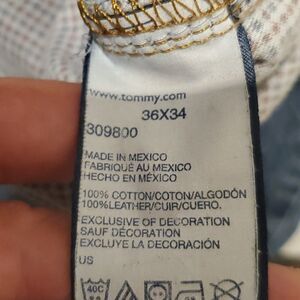 www.tommy.com
36X34
309800
MADE IN MEXICO
FABRIQUÉ AU MEXICO
HECHO EN MÉXICO
100% COTTON/COTON/ALGODÓN
100%LEATHER/CUIR/CUERO.
EXCLUSIVE OF DECORATION
SAUF DÉCORATION
EXCLUYE LA DECORACIÓN
US
40C